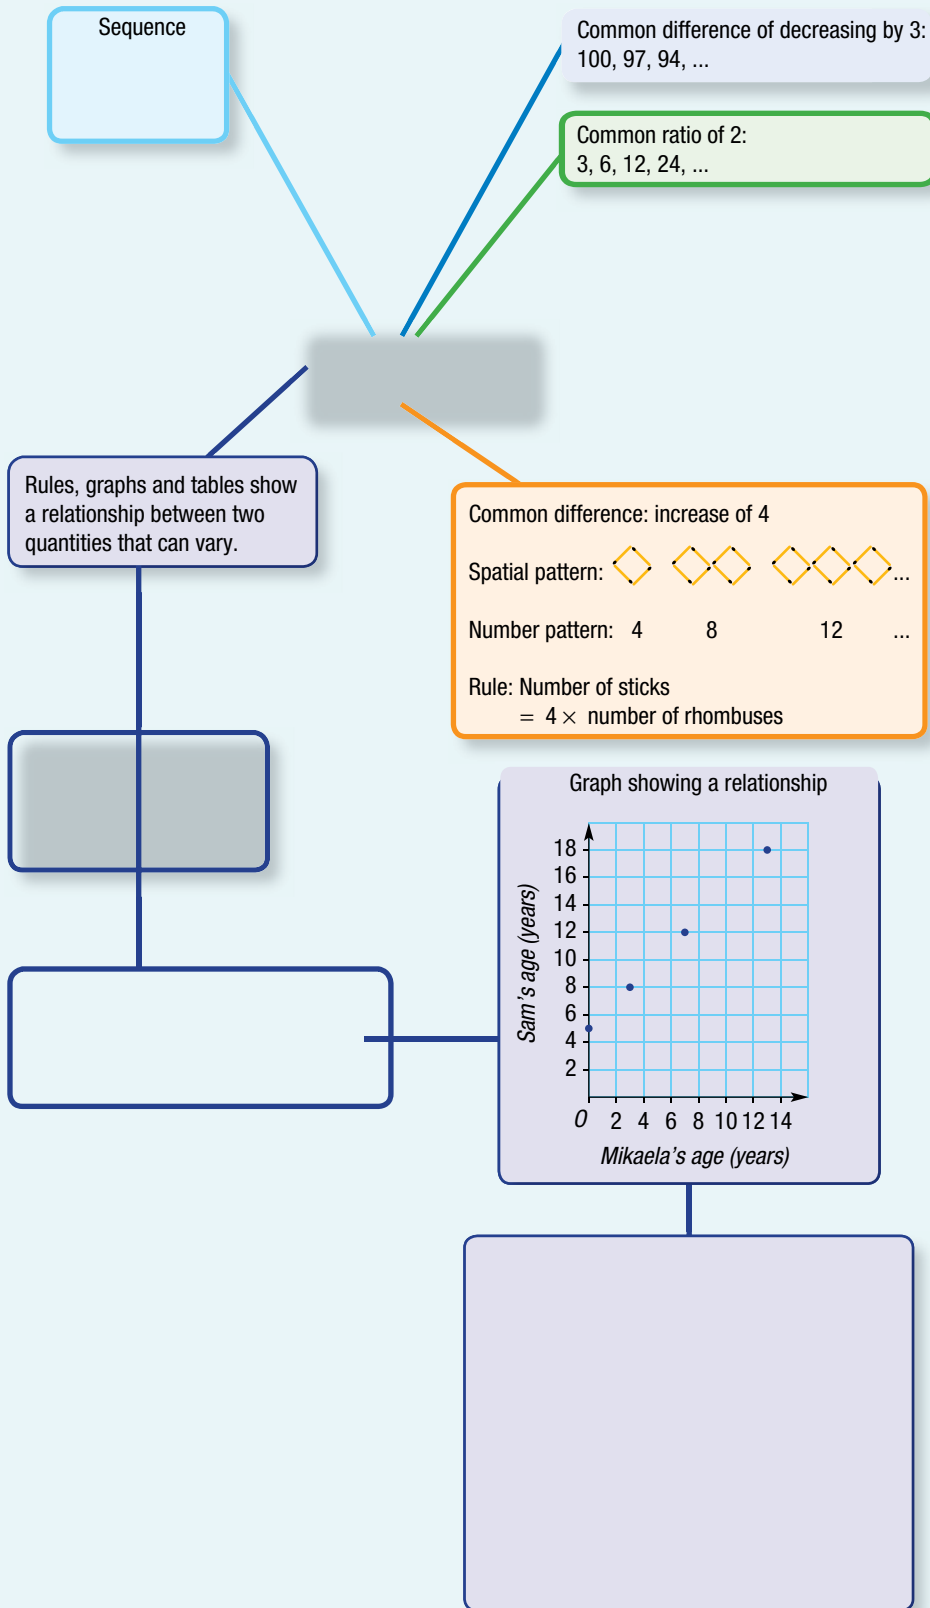 Sequence
Common difference of decreasing by 3:
100, 97, 94, ...
Common ratio of 2:
3, 6, 12, 24, ...
Rules, graphs and tables show
a relationship between two
quantities that can vary.
Common difference: increase of 4
Spatial pattern: ...
Number pattern: 4 8 12 ...
Rule: Number of sticks
= 4 × number of rhombuses
Graph showing a relationship
Sam's age (years)
18
16
14
12
10
8
6
4
2
0 2 4 6 8 10 12 14
Mikaela's age (years)